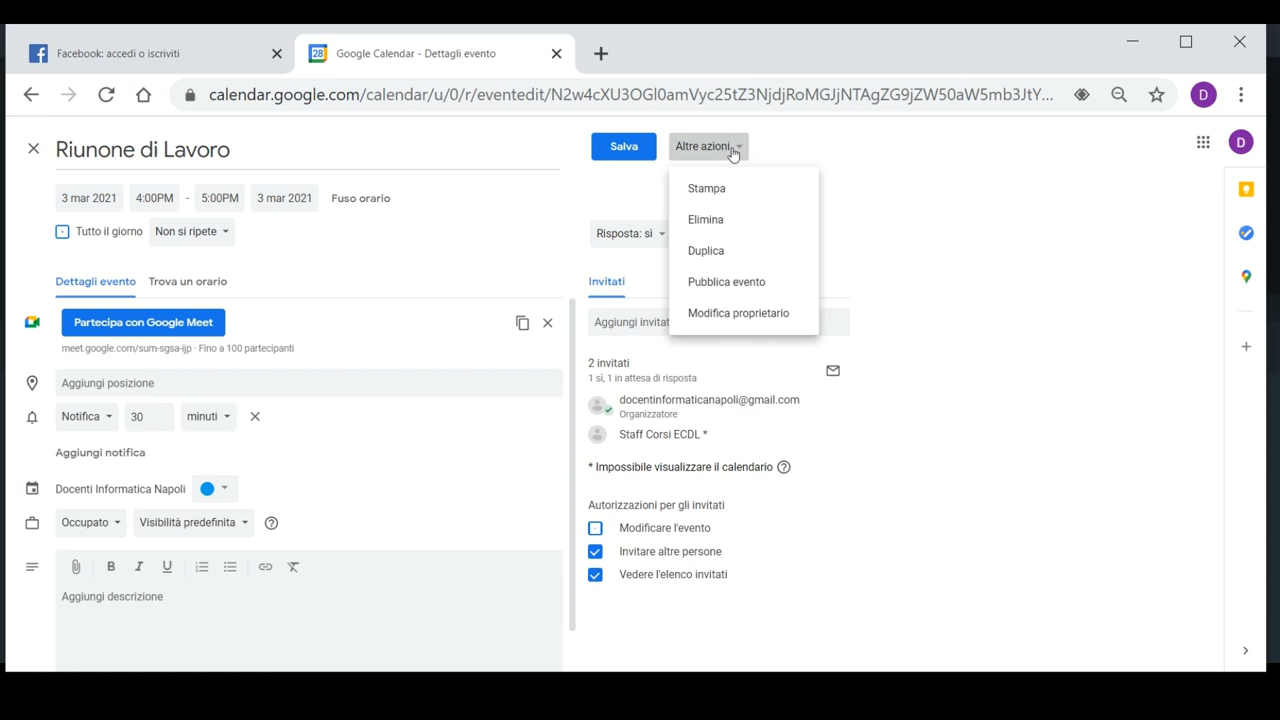 Facebook: accedi o iscriviti
28 Google Calendar - Dettagli evento
calendar.google.com/calendar/u/0/r/eventedit/N2w4cXU3OGl0amVyc25tZ3NjdjRoMGJjNTAgZG9jZW50aW5mb3JtY... D
Riunone di Lavoro
Salva Altre azioni
D
Stampa
Elimina
Duplica
Pubblica evento
Modifica proprietario
3 mar 2021 4:00PM - 5:00PM 3 mar 2021 Fuso orario
Tutto il giorno Non si ripete
Risposta: sì
Dettagli evento Trova un orario
Invitati
Partecipa con Google Meet
Aggiungi invitat
meet.google.com/sum-sgsa-ijp · Fino a 100 partecipanti
2 invitati
1 sì, 1 in attesa di risposta
Aggiungi posizione
docentinformaticanapoli@gmail.com
Organizzatore
Notifica 30 minuti
Staff Corsi ECDL *
Aggiungi notifica
* Impossibile visualizzare il calendario
Docenti Informatica Napoli
Autorizzazioni per gli invitati
Occupato Visibilità predefinita
Modificare l'evento
Invitare altre persone
B I U
Vedere l'elenco invitati
Aggiungi descrizione